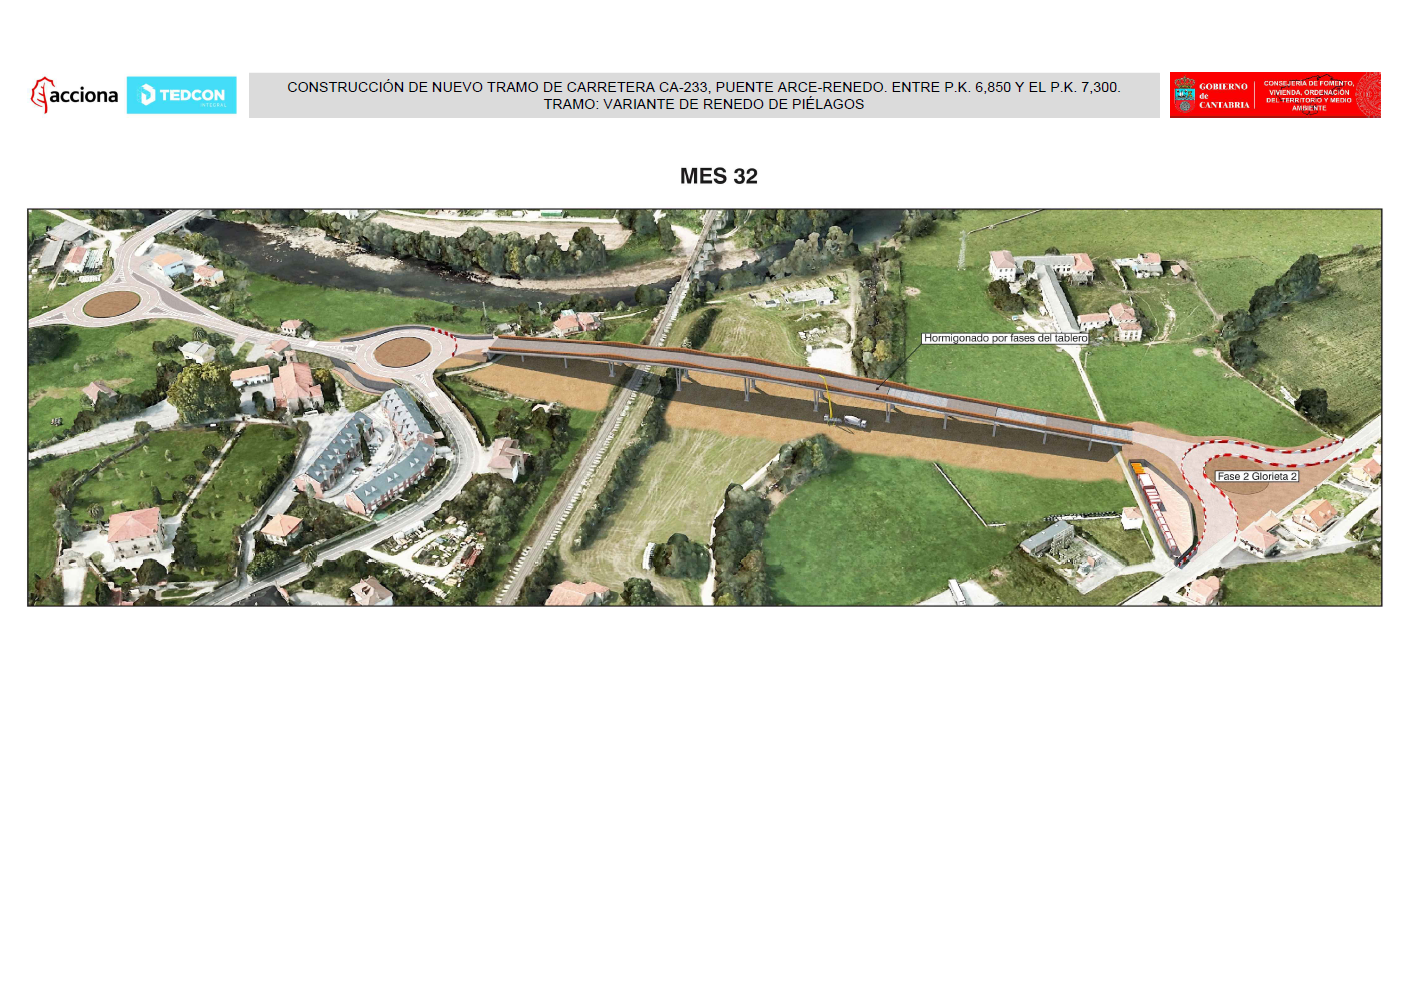 acciona
TEDCON
INTEGRAL
CONSTRUCCIÓN DE NUEVO TRAMO DE CARRETERA CA-233, PUENTE ARCE-RENEDO. ENTRE P.K. 6,850 Y EL P.K. 7,300.
TRAMO: VARIANTE DE RENEDO DE PIÉLAGOS
GOBIERNO
de
CANTABRIA
CONSEJERÍA DE FOMENTO,
VIVIENDA, ORDENACIÓN
DEL TERRITORIO Y MEDIO
AMBIENTE
MES 32
Hormigonado por fases del tablero
Fase 2 Glorieta 2